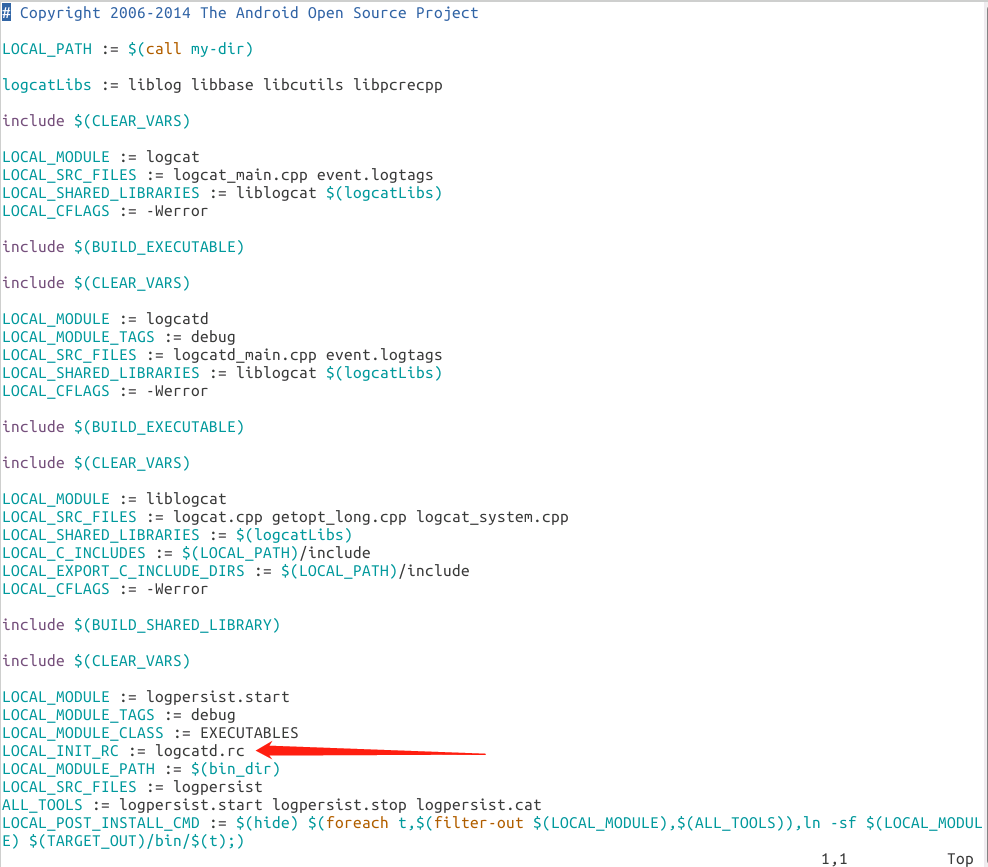 # Copyright 2006-2014 The Android Open Source Project
LOCAL_PATH := $(call my-dir)
logcatLibs := liblog libbase libcutils libpcrecpp
include $(CLEAR_VARS)
LOCAL_MODULE := logcat
LOCAL_SRC_FILES := logcat_main.cpp event.logtags
LOCAL_SHARED_LIBRARIES := liblogcat $(logcatLibs)
LOCAL_CFLAGS := -Werror
include $(BUILD_EXECUTABLE)
include $(CLEAR_VARS)
LOCAL_MODULE := logcatd
LOCAL_MODULE_TAGS := debug
LOCAL_SRC_FILES := logcatd_main.cpp event.logtags
LOCAL_SHARED_LIBRARIES := liblogcat $(logcatLibs)
LOCAL_CFLAGS := -Werror
include $(BUILD_EXECUTABLE)
include $(CLEAR_VARS)
LOCAL_MODULE := liblogcat
LOCAL_SRC_FILES := logcat.cpp getopt_long.cpp logcat_system.cpp
LOCAL_SHARED_LIBRARIES := $(logcatLibs)
LOCAL_C_INCLUDES := $(LOCAL_PATH)/include
LOCAL_EXPORT_C_INCLUDE_DIRS := $(LOCAL_PATH)/include
LOCAL_CFLAGS := -Werror
include $(BUILD_SHARED_LIBRARY)
include $(CLEAR_VARS)
LOCAL_MODULE := logpersist.start
LOCAL_MODULE_TAGS := debug
LOCAL_MODULE_CLASS := EXECUTABLES
LOCAL_INIT_RC := logcatd.rc
LOCAL_MODULE_PATH := $(bin_dir)
LOCAL_SRC_FILES := logpersist
ALL_TOOLS := logpersist.start logpersist.stop logpersist.cat
LOCAL_POST_INSTALL_CMD := $(hide) $(foreach t,$(filter-out $(LOCAL_MODULE),$(ALL_TOOLS)),ln -sf $(LOCAL_MODUL
E) $(TARGET_OUT)/bin/$(t);)
1,1 Top